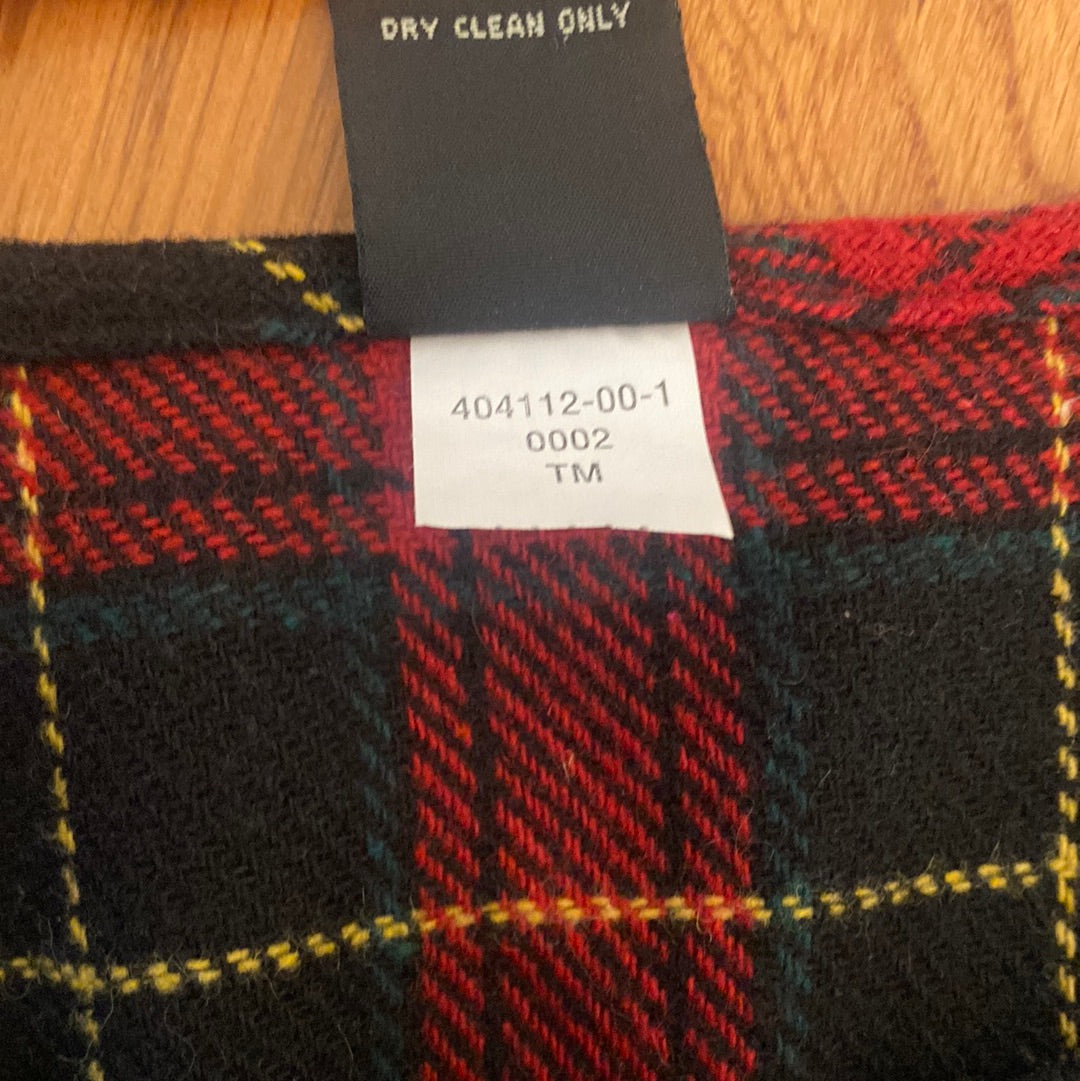 DRY CLEAN ONLY
404112-00-1
0002
TM